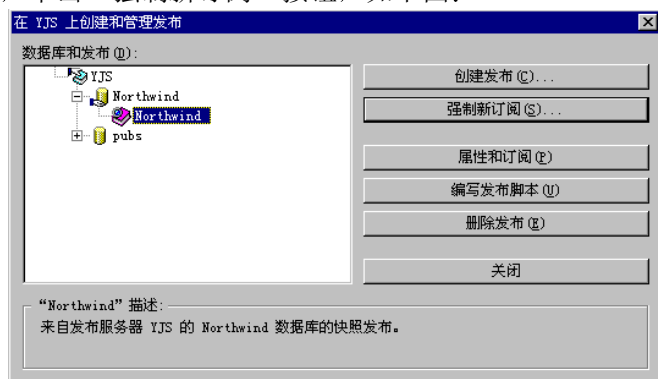 在 YJS 上创建和管理发布
数据库和发布(D):
YJS
Northwind
Northwind
pubs
创建发布(C)...
强制新订阅(S)...
属性和订阅(P)
编写发布脚本(U)
删除发布(E)
关闭
“Northwind”描述:
来自发布服务器 YJS 的 Northwind 数据库的快照发布。